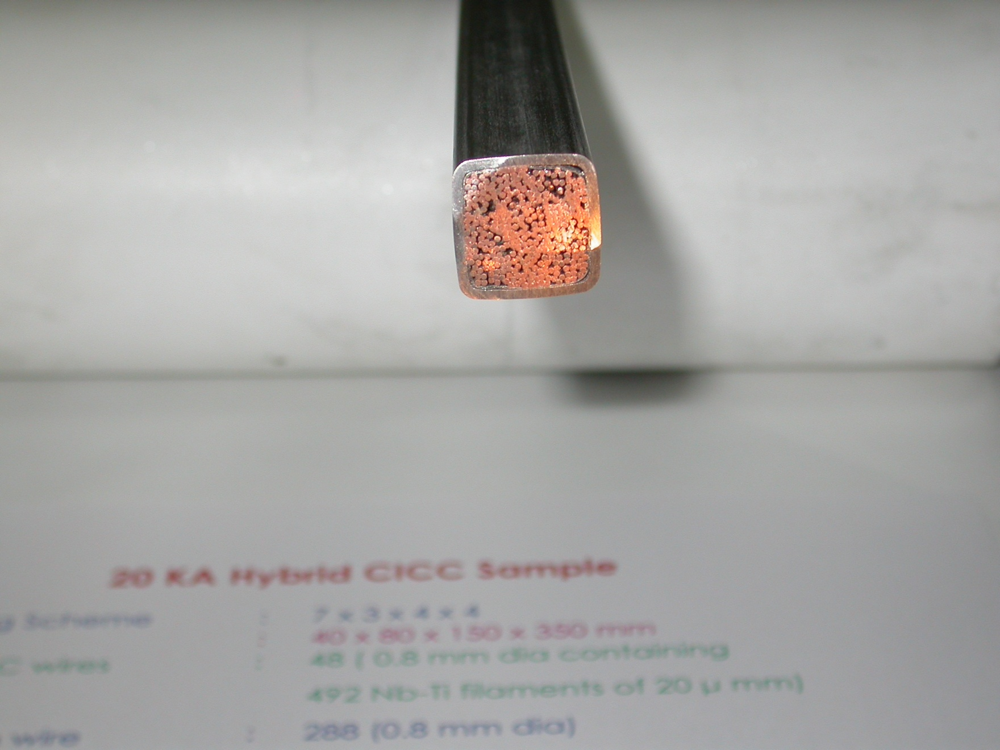 20 KA Hybrid CICC Sample
g Scheme : 7 x 3 x 4 x 4
: 40 x 80 x 150 x 350 mm
C wires : 48 ( 0.8 mm dia containing
492 Nb-Ti filaments of 20 µ mm)
wire : 288 (0.8 mm dia)